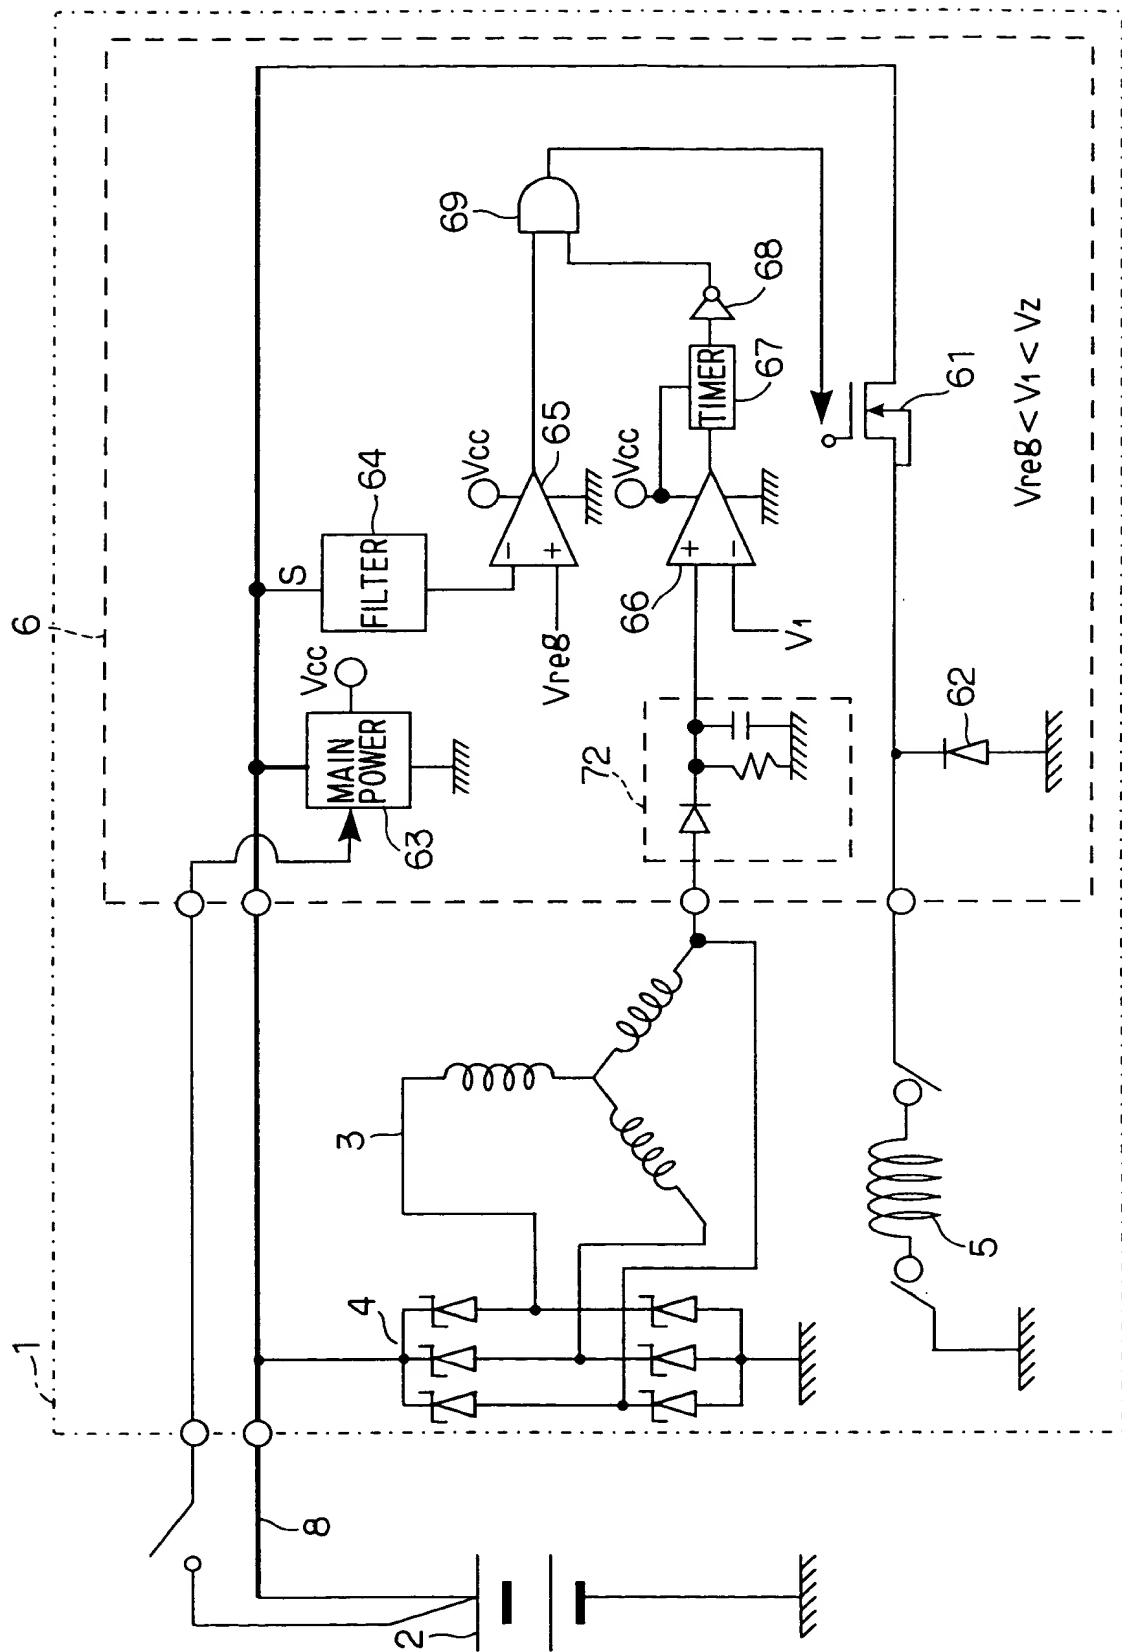 1
6
8
2
MAIN
POWER
63
Vcc
S
FILTER
64
Vcc
65
Vreg
69
3
4
72
66
V1
Vcc
TIMER
67
68
5
62
61
Vreg < V1 < Vz
+
−
+
−